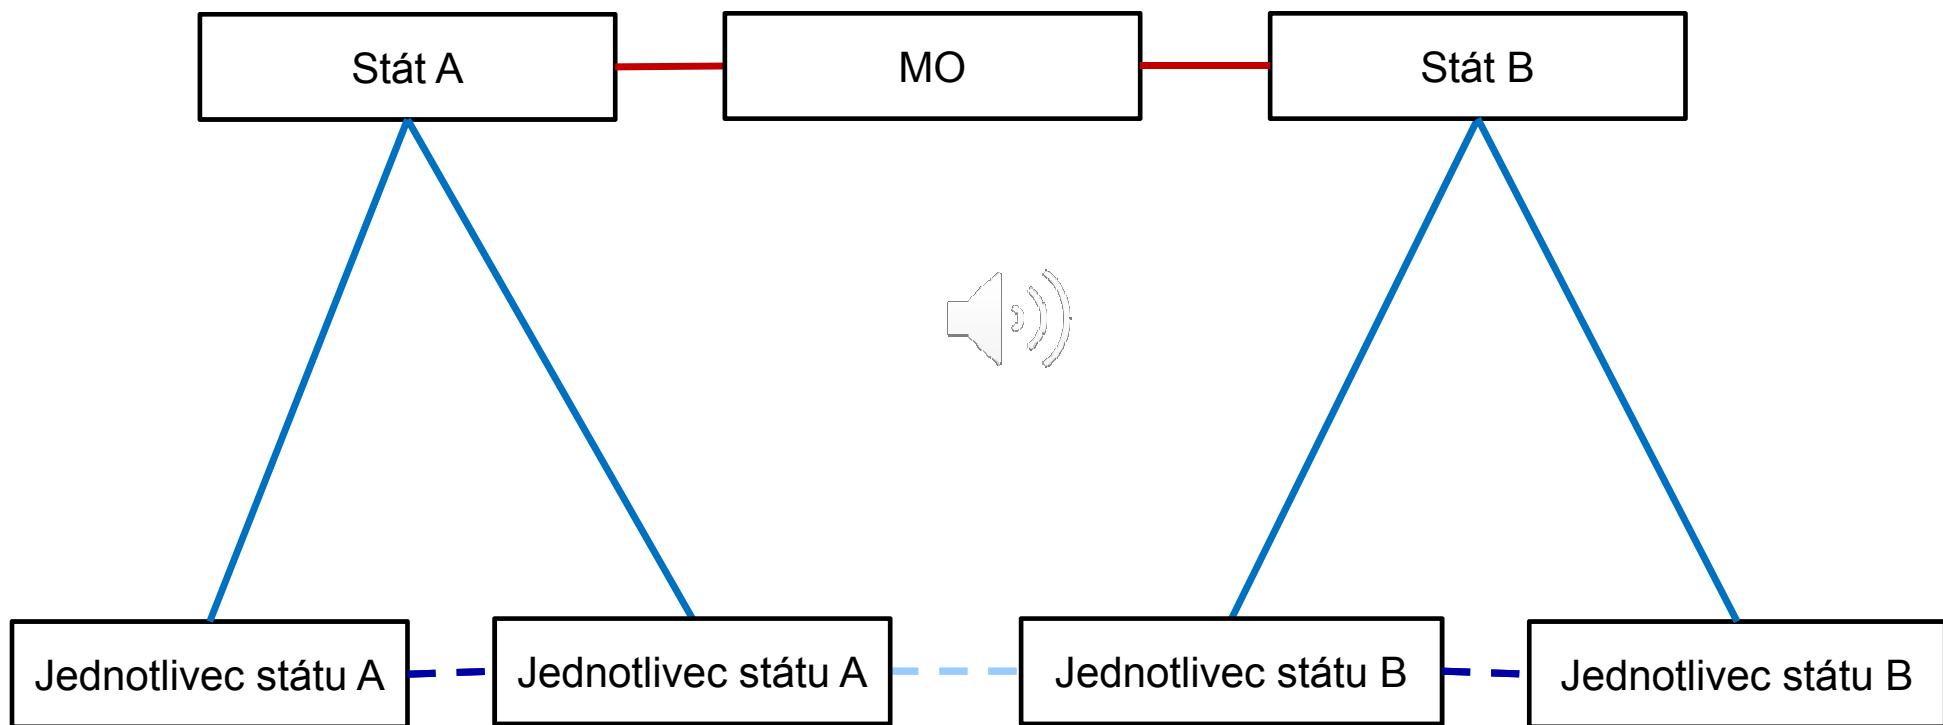 Stát A
MO
Stát B
Jednotlivec státu A
Jednotlivec státu A
Jednotlivec státu B
Jednotlivec státu B